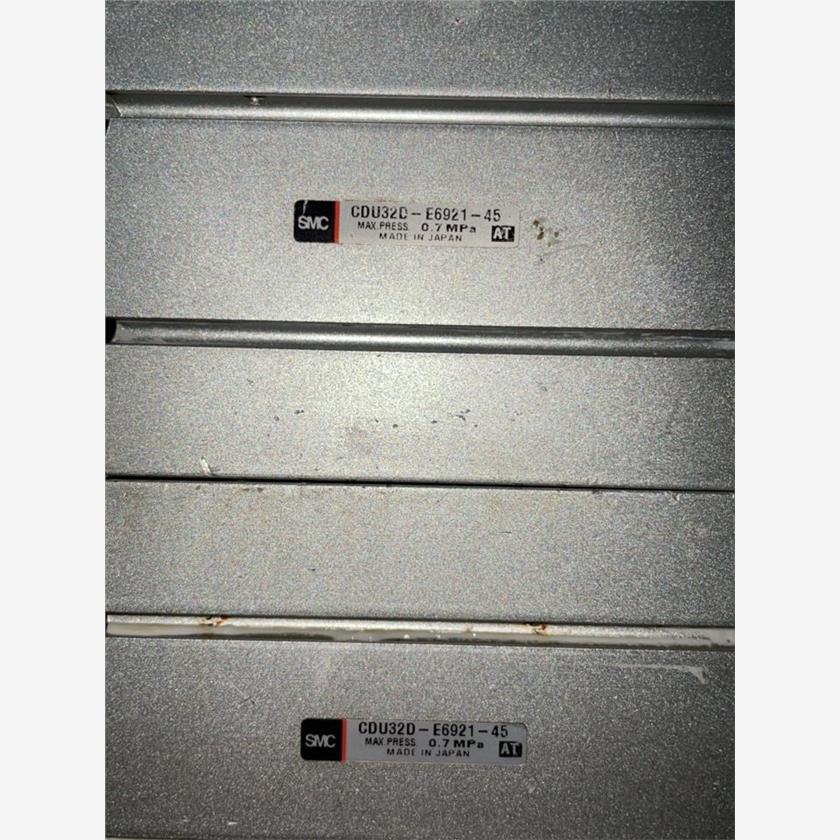 SMC
CDU32D-E6921-45
MAX.PRESS. 0.7 MPa
MADE IN JAPAN
AT
SMC
CDU32D-E6921-45
MAX.PRESS. 0.7 MPa
MADE IN JAPAN
AT